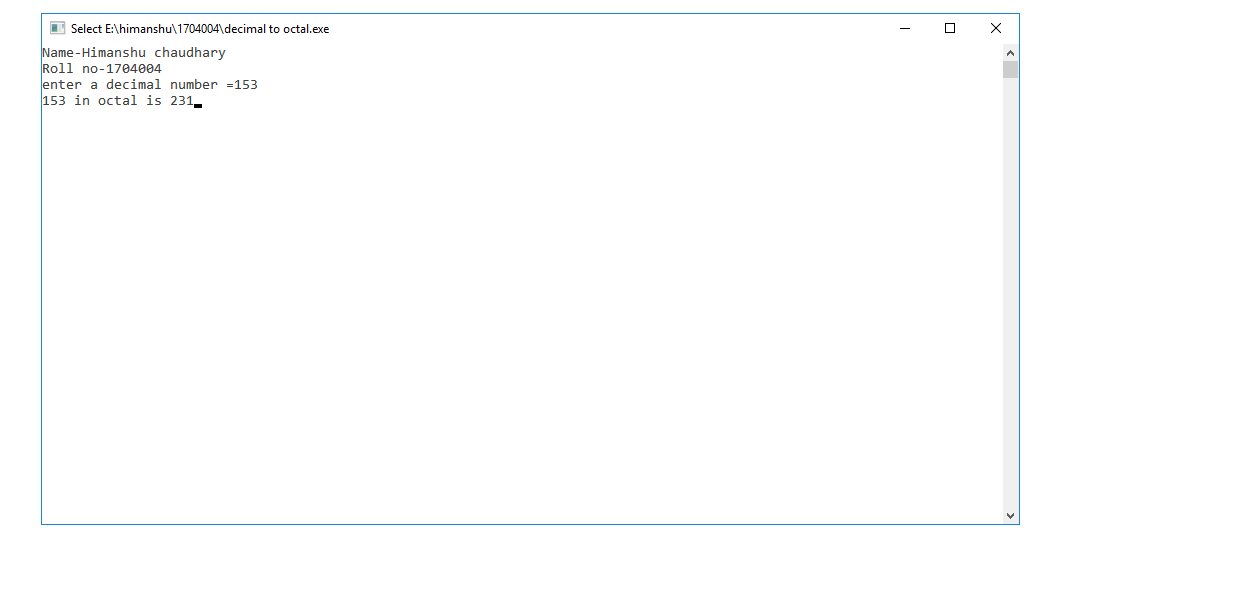 Select E:\himanshu\1704004\decimal to octal.exe
Name-Himanshu chaudhary
Roll no-1704004
enter a decimal number =153
153 in octal is 231